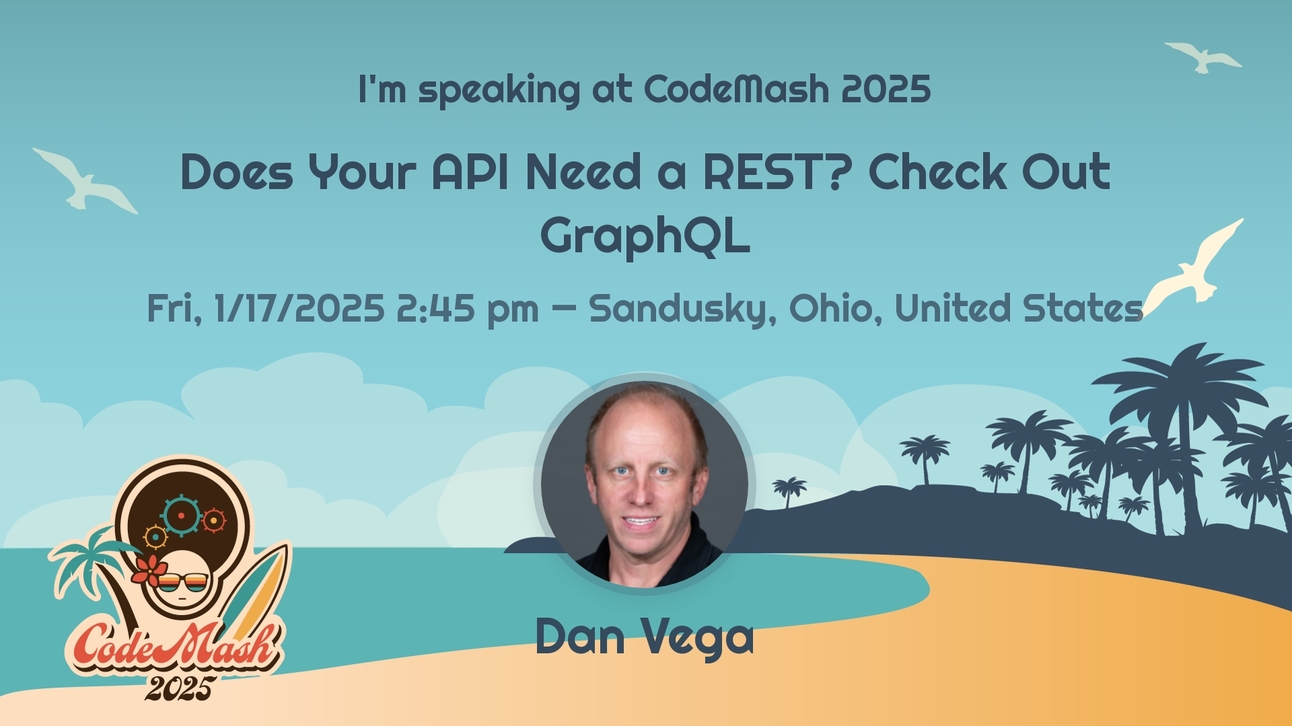 I'm speaking at CodeMash 2025
Does Your API Need a REST? Check Out
GraphQL
Fri, 1/17/2025 2:45 pm — Sandusky, Ohio, United States
Dan Vega
CodeMash
2025